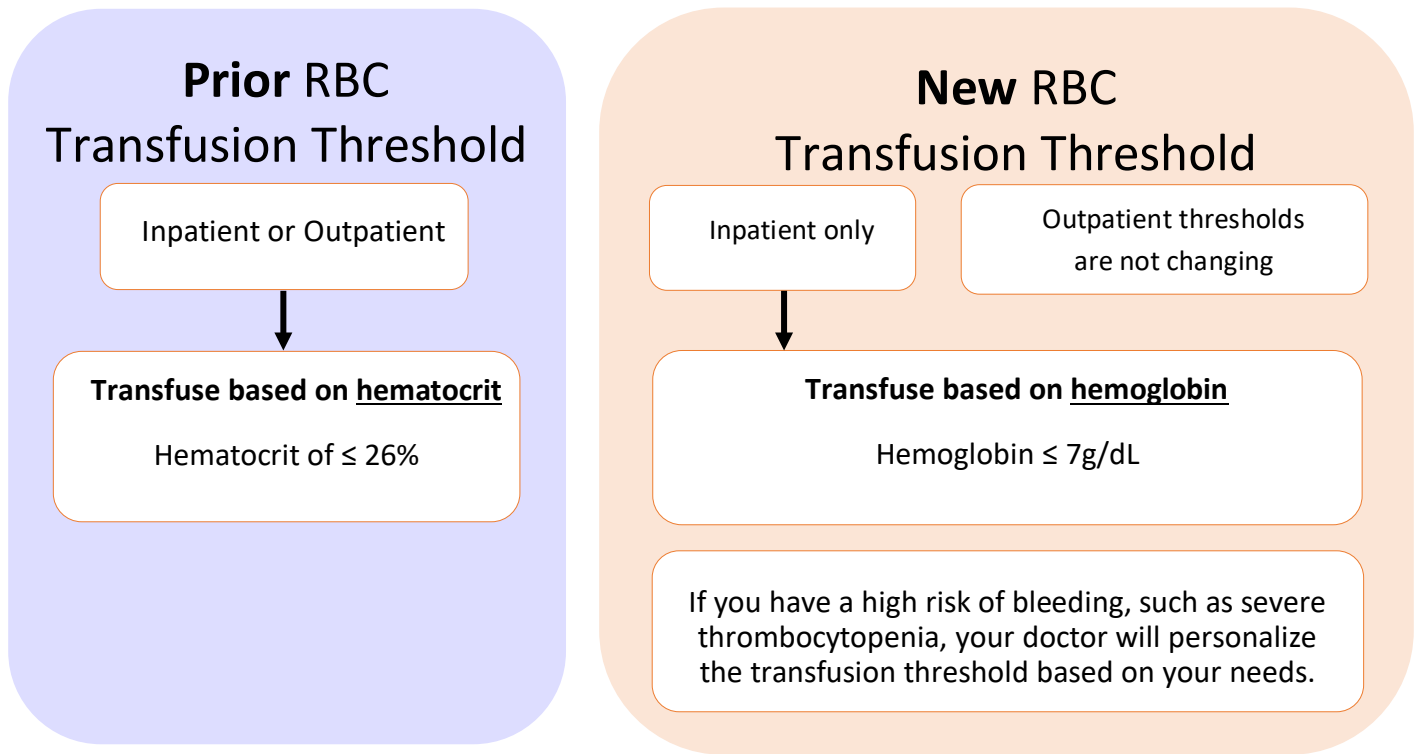 Prior RBC
Transfusion Threshold
Inpatient or Outpatient
Transfuse based on hematocrit
Hematocrit of ≤ 26%
New RBC
Transfusion Threshold
Inpatient only
Outpatient thresholds
are not changing
Transfuse based on hemoglobin
Hemoglobin ≤ 7g/dL
If you have a high risk of bleeding, such as severe
thrombocytopenia, your doctor will personalize
the transfusion threshold based on your needs.